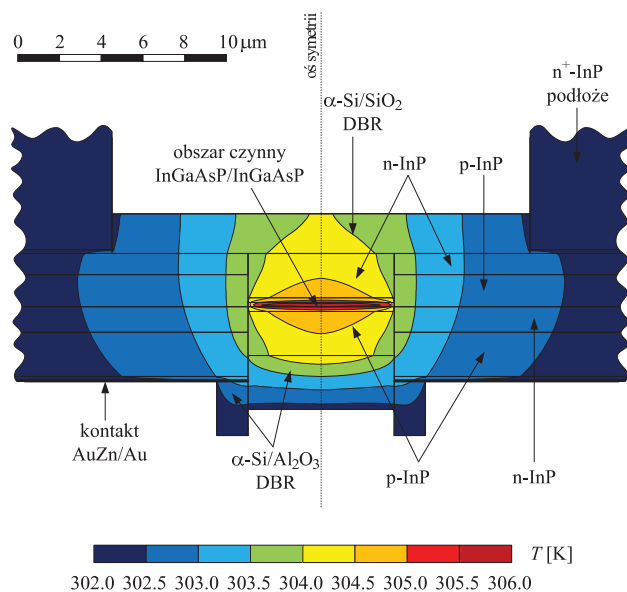 0 2 4 6 8 10 μm
oś symetrii
n⁺-InP
podłoże
α-Si/SiO₂
DBR
obszar czynny
InGaAsP/InGaAsP
n-InP
p-InP
kontakt
AuZn/Au
α-Si/Al₂O₃
DBR
p-InP
n-InP
T [K]
302.0 302.5 303.0 303.5 304.0 304.5 305.0 305.5 306.0